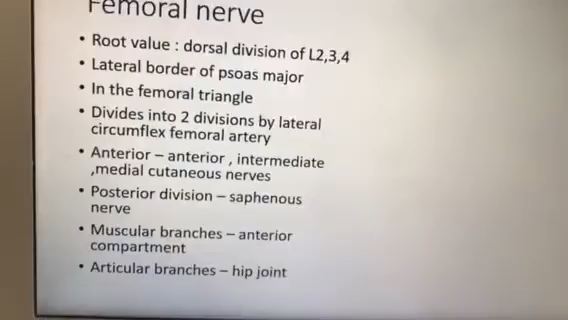 Femoral nerve
• Root value : dorsal division of L2,3,4
• Lateral border of psoas major
• In the femoral triangle
• Divides into 2 divisions by lateral
circumflex femoral artery
• Anterior – anterior , intermediate
,medial cutaneous nerves
• Posterior division – saphenous
nerve
• Muscular branches – anterior
compartment
• Articular branches – hip joint